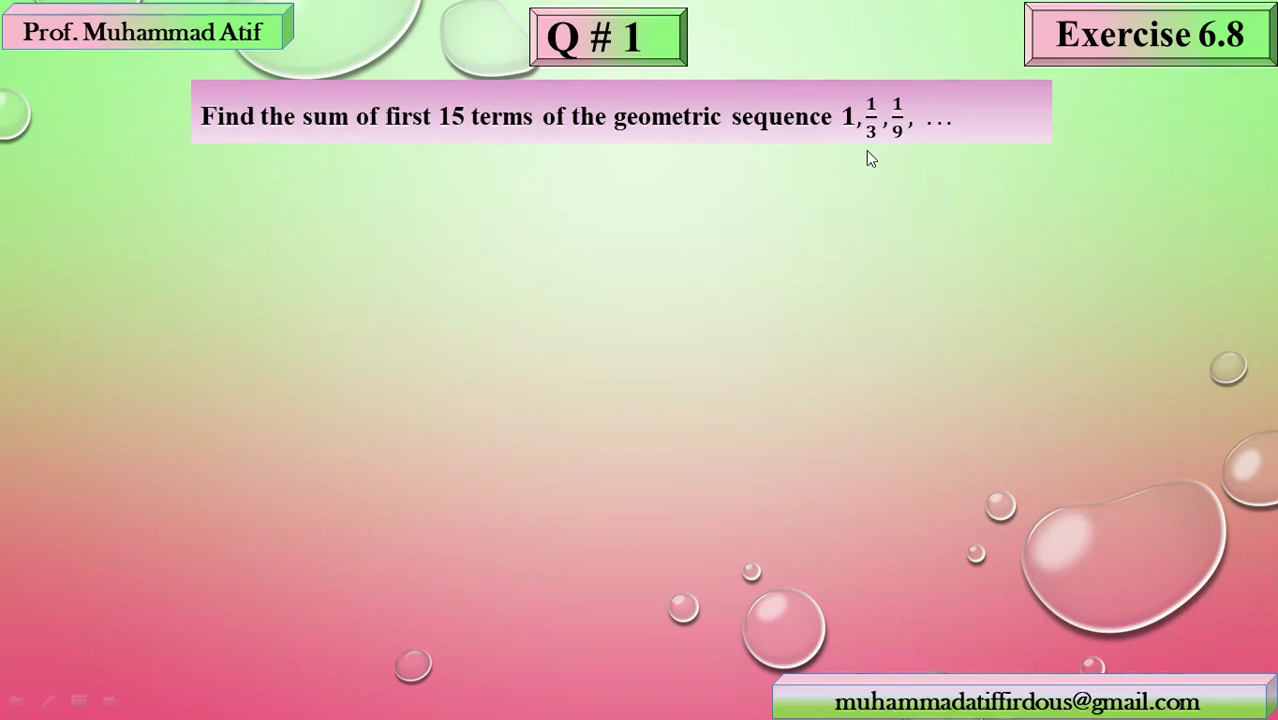 Prof. Muhammad Atif
Q # 1
Exercise 6.8
Find the sum of first 15 terms of the geometric sequence 1, 1/3, 1/9, ...
muhammadatiffirdous@gmail.com